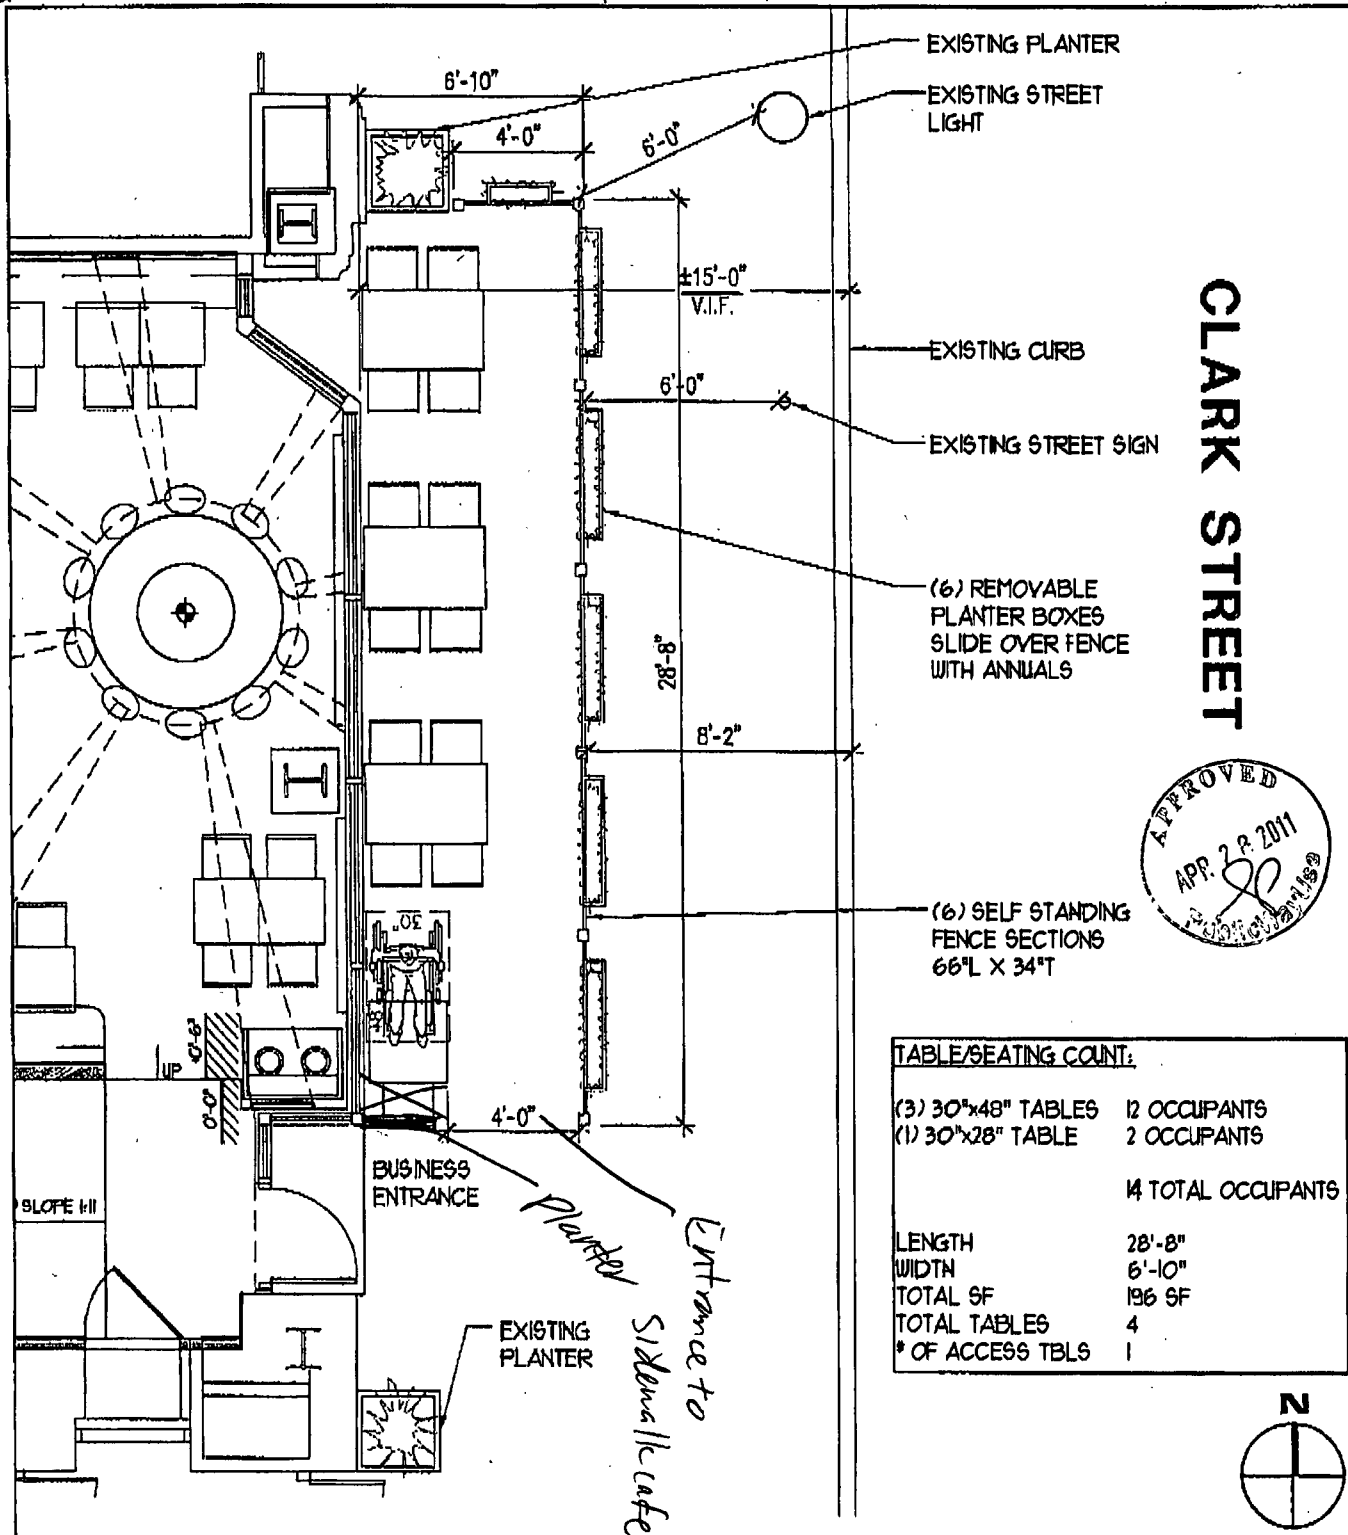 EXISTING PLANTER
6'-10"
EXISTING STREET
LIGHT
4'-0"
6'-0"
±15'-0"
V.I.F.
EXISTING CURB
6'-0"
EXISTING STREET SIGN
CLARK STREET
(6) REMOVABLE
PLANTER BOXES
SLIDE OVER FENCE
WITH ANNUALS
28'-8"
8'-2"
APPROVED
APR. 2 2011
30"
48
(6) SELF STANDING
FENCE SECTIONS
66"L X 34"T
UP
0'-6"
0'-0"
4'-0"
BUSINESS
ENTRANCE
SLOPE 1:11
Planter
Entrance to
Sidewalk cafe
EXISTING
PLANTER
TABLE/SEATING COUNT:
(3) 30"x48" TABLES 12 OCCUPANTS
(1) 30"x28" TABLE 2 OCCUPANTS
14 TOTAL OCCUPANTS
LENGTH 28'-8"
WIDTH 6'-10"
TOTAL SF 196 SF
TOTAL TABLES 4
# OF ACCESS TBLS 1
N